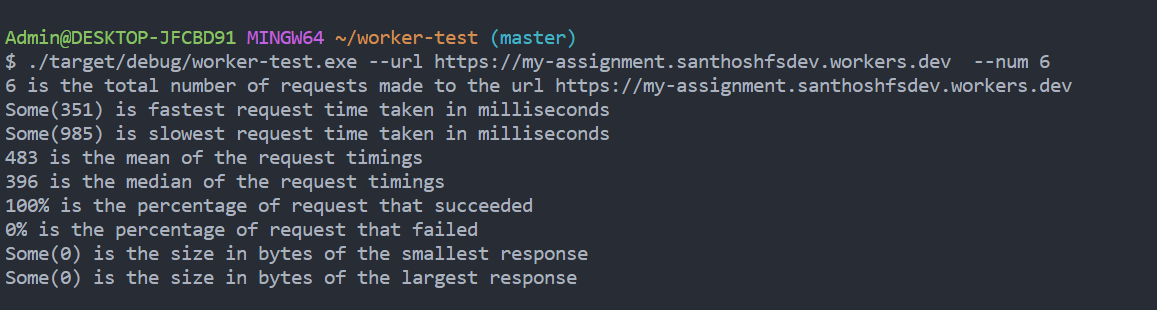 Admin@DESKTOP-JFCBD91 MINGW64 ~/worker-test (master)
$ ./target/debug/worker-test.exe --url https://my-assignment.santhoshfsdev.workers.dev  --num 6
6 is the total number of requests made to the url https://my-assignment.santhoshfsdev.workers.dev
Some(351) is fastest request time taken in milliseconds
Some(985) is slowest request time taken in milliseconds
483 is the mean of the request timings
396 is the median of the request timings
100% is the percentage of request that succeeded
0% is the percentage of request that failed
Some(0) is the size in bytes of the smallest response
Some(0) is the size in bytes of the largest response